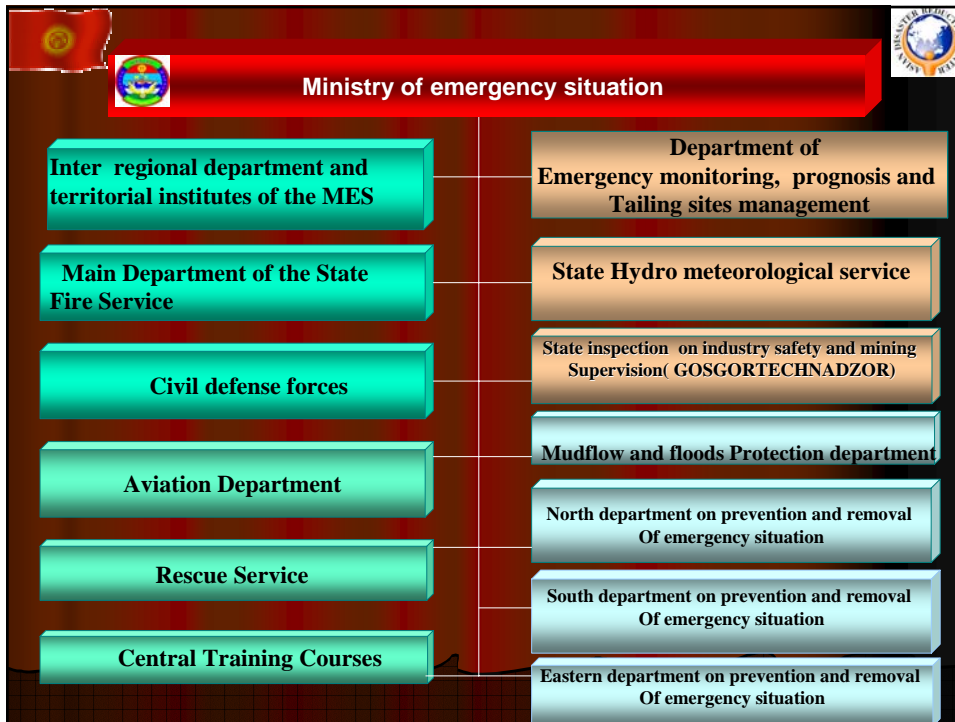 Ministry of emergency situation
Inter regional department and
territorial institutes of the MES
Main Department of the State
Fire Service
Civil defense forces
Aviation Department
Rescue Service
Central Training Courses
Department of
Emergency monitoring, prognosis and
Tailing sites management
State Hydro meteorological service
State inspection on industry safety and mining
Supervision( GOSGORTECHNADZOR)
Mudflow and floods Protection department
North department on prevention and removal
Of emergency situation
South department on prevention and removal
Of emergency situation
Eastern department on prevention and removal
Of emergency situation
ASIAN DISASTER REDUCT